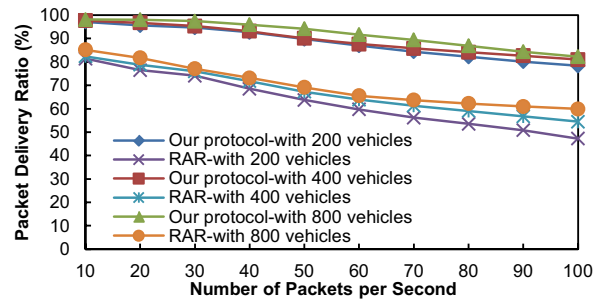 Packet Delivery Ratio (%)
100
90
80
70
60
50
40
30
20
10
0
Our protocol-with 200 vehicles
RAR-with 200 vehicles
Our protocol-with 400 vehicles
RAR-with 400 vehicles
Our protocol-with 800 vehicles
RAR-with 800 vehicles
10 20 30 40 50 60 70 80 90 100
Number of Packets per Second